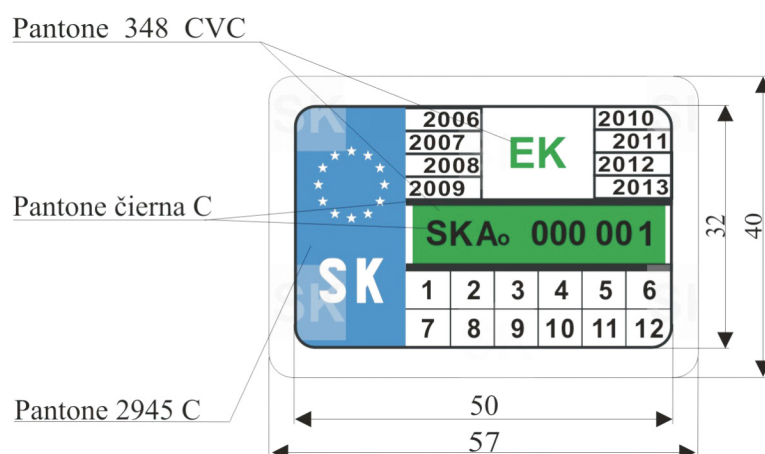 Pantone 348 CVC
2006 EK 2010
2007 2011
2008 2012
2009 2013
Pantone čierna C
SKAo 000 001
SK
1 2 3 4 5 6
7 8 9 10 11 12
32
40
Pantone 2945 C
50
57